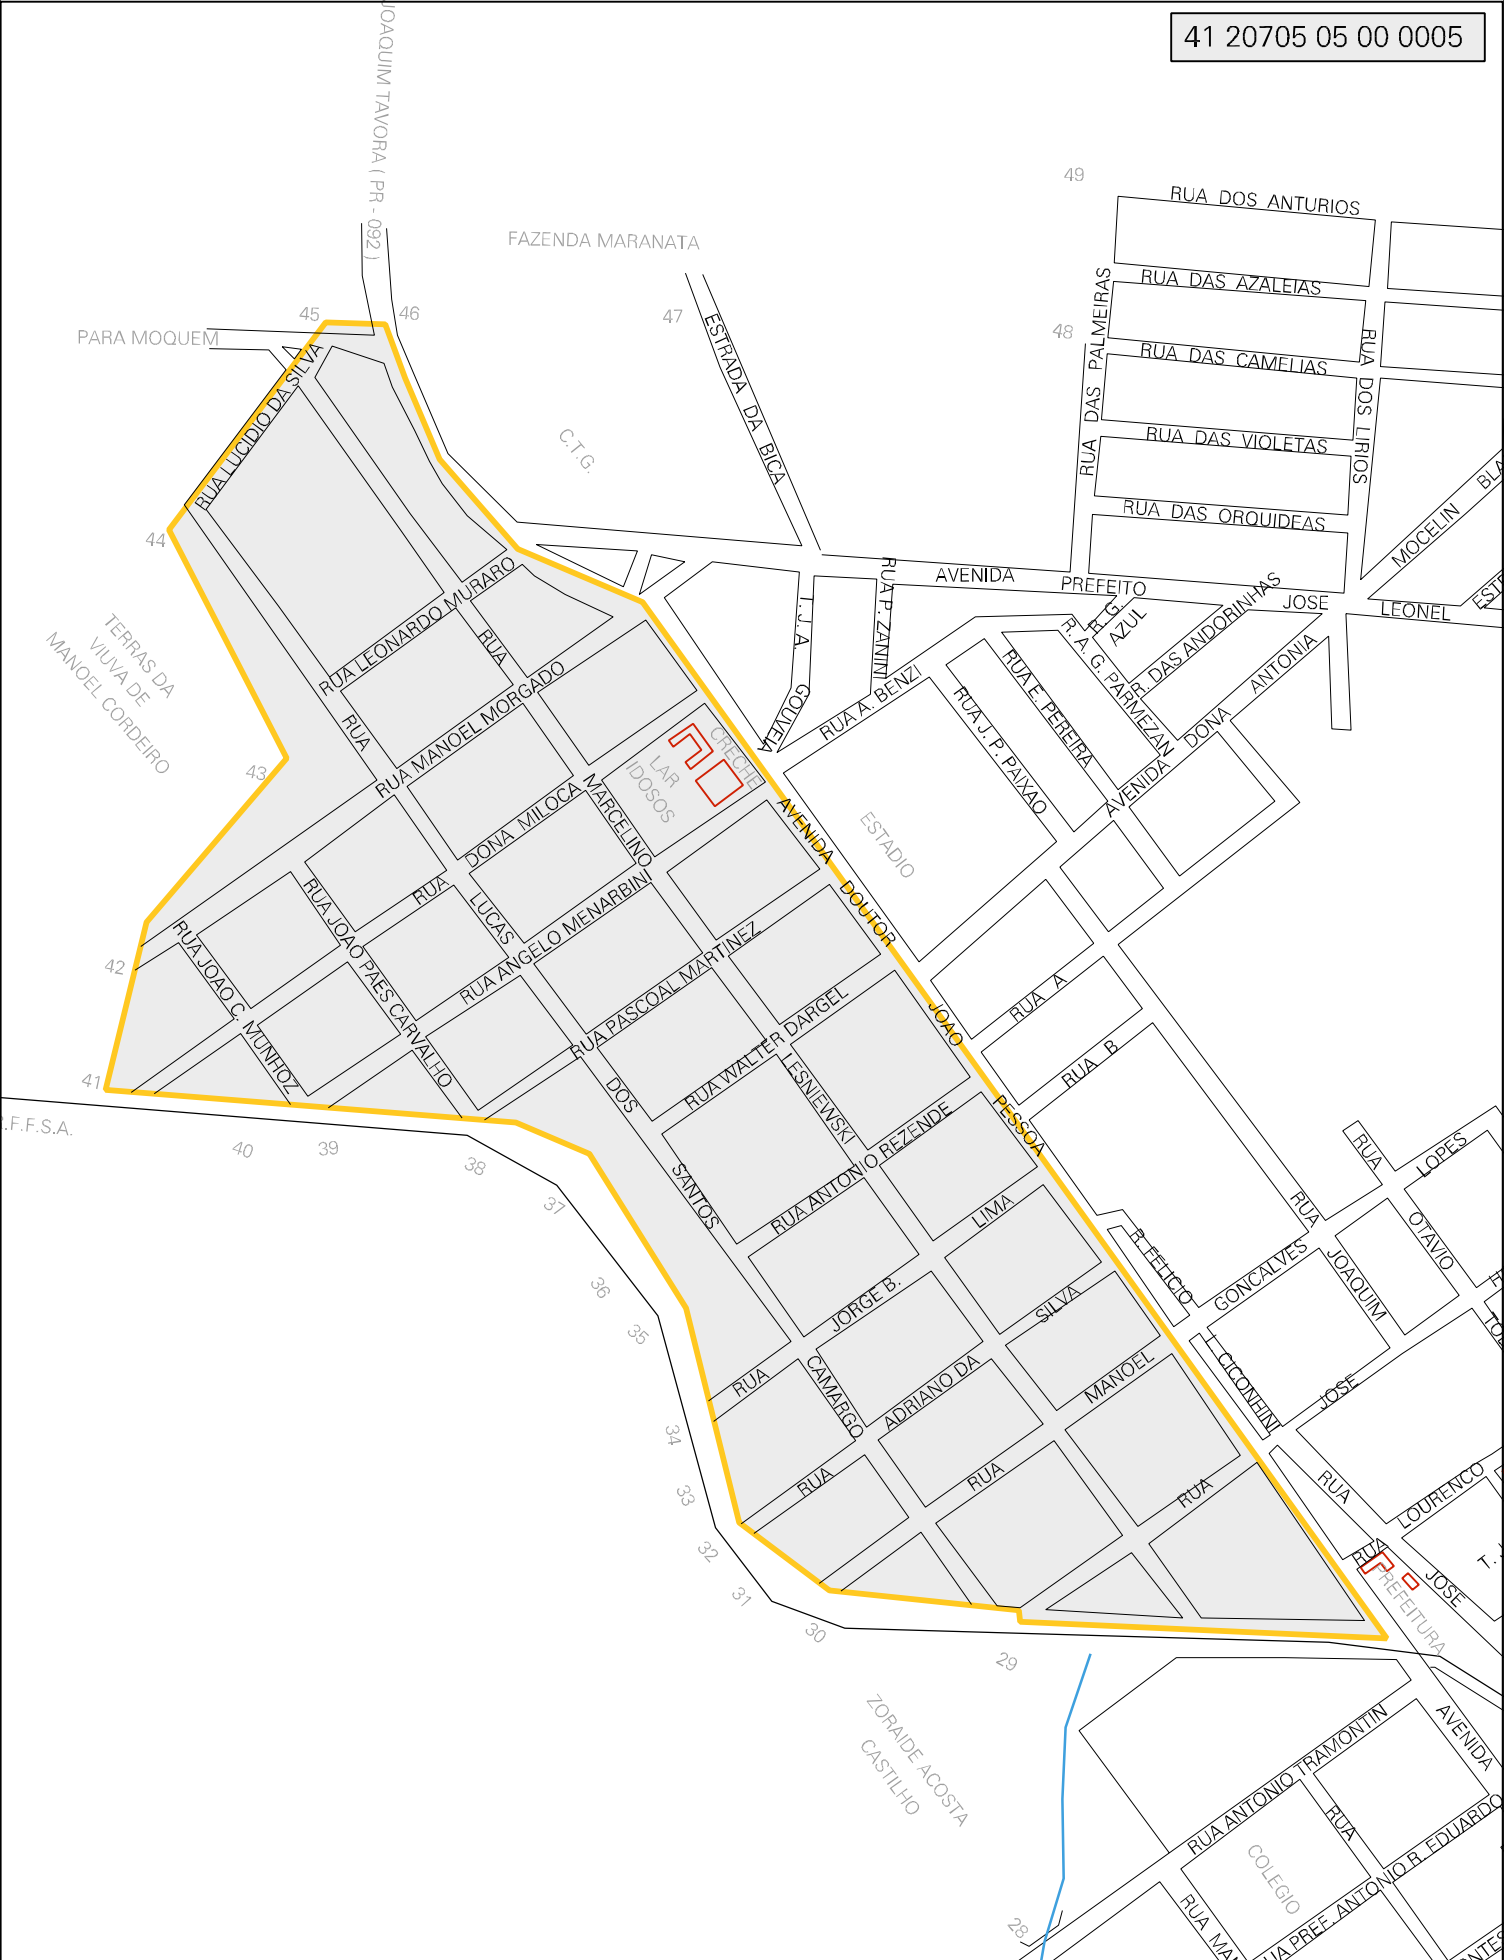 41 20705 05 00 0005
JOAQUIM TAVORA ( PR - 092 )
49
RUA DOS ANTURIOS
FAZENDA MARANATA
RUA DAS AZALEIAS
45
46
47
48
PARA MOQUEM
ESTRADA DA BICA
RUA DAS PALMEIRAS
RUA DAS CAMELIAS
RUA DOS LIRIOS
RUA LUCIDIO DA SILVA
C.T.G.
RUA DAS VIOLETAS
RUA DAS ORQUIDEAS
MOCELIN
44
AVENIDA PREFEITO JOSE LEONEL
RUA LEONARDO MURARO
T. J. A. GOUVEIA
RUA P. ZANINI
R. G. AZUL
R. DAS ANDORINHAS
R. A. G. PARMEZAN
TERRAS DA
VIUVA DE
MANOEL CORDEIRO
RUA MANOEL MORGADO
RUA A. BENZI
RUA E. PEREIRA
RUA J. P. PAIXAO
AVENIDA DONA ANTONIA
43
RUA MARCELINO LESNIEWSKI
CRECHE
LAR
IDOSOS
RUA DONA MILOCA
ESTADIO
RUA LUCAS DOS SANTOS CAMARGO
AVENIDA DOUTOR JOAO PESSOA
RUA ANGELO MENARBINI
RUA JOAO PAES CARVALHO
RUA JOAO C. MUNHOZ
42
RUA PASCOAL MARTINEZ
RUA WALTER DARGEL
RUA A
RUA B
41
R.F.F.S.A.
40
39
38
37
36
35
34
33
32
31
30
29
28
RUA ANTONIO REZENDE
RUA JORGE B. LIMA
RUA ADRIANO DA SILVA
RUA MANOEL
RUA
R. FELICIO
L. CICONHINI
GONCALVES
LOPES
RUA
OTAVIO
RUA
JOAQUIM
JOSE
RUA
LOURENCO
RUA
JOSE
PREFEITURA
ZORAIDE ACOSTA
CASTILHO
RUA ANTONIO TRAMONTIN
AVENIDA
RUA
COLEGIO
RUA PREF. ANTONIO R. EDUARDO
RUA